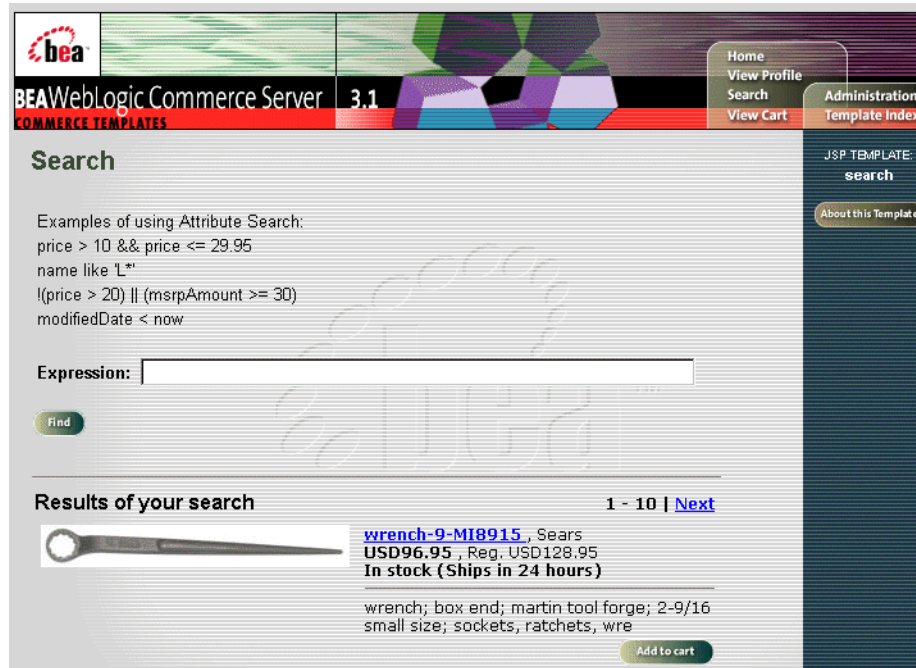 bea
Home
View Profile
Search
View Cart
Administration
Template Index
BEA WebLogic Commerce Server 3.1
COMMERCE TEMPLATES
Search
JSP TEMPLATE:
search
About this Template
Examples of using Attribute Search:
price > 10 && price <= 29.95
name like 'L*'
!(price > 20) || (msrpAmount >= 30)
modifiedDate < now
Expression:
Find
bea
Results of your search 1 - 10 | Next
wrench-9-MI8915 , Sears
USD96.95 , Reg. USD128.95
In stock (Ships in 24 hours)
wrench; box end; martin tool forge; 2-9/16
small size; sockets, ratchets, wre
Add to cart